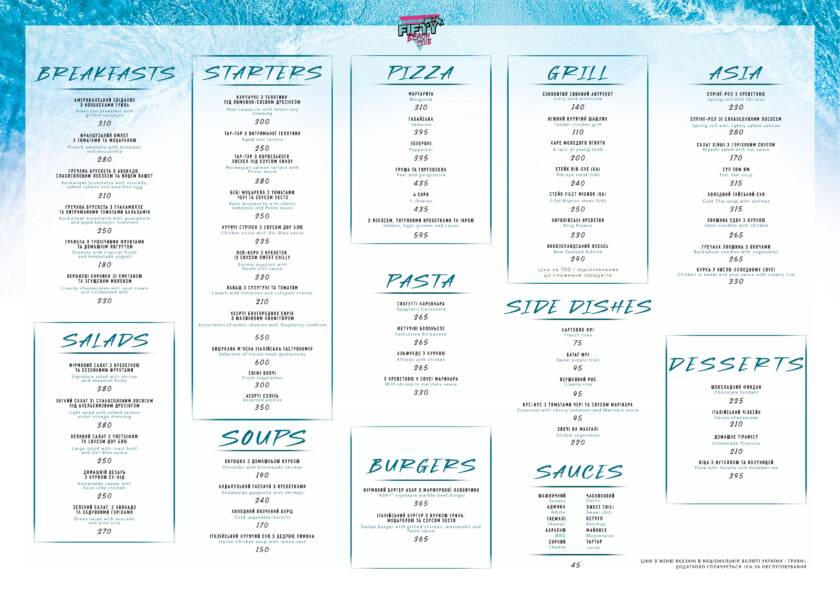 FIFTY
BEACH CLUB
BREAKFASTS
АМЕРИКАНСЬКИЙ СНІДАНОК
З КОВБАСКАМИ ГРИЛЬ
American breakfast with
grilled sausages
310
ФРАНЦУЗЬКИЙ ОМЛЕТ
З ТОМАТАМИ ТА МОЦАРЕЛОЮ
French omelette with tomatoes
and mozzarella
280
ГРЕЧАНА БРУСКЕТА З АВОКАДО,
СЛАБОСОЛЕНИМ ЛОСОСЕМ ТА ЯЙЦЕМ ПАШОТ
Buckwheat bruschetta with avocado,
salted salmon and poached egg
310
ГРЕЧАНА БРУСКЕТА З ГУАКАМОЛЕ
ТА ВИТРИМАНИМИ ТОМАТАМИ БАЛЬЗАМІК
Buckwheat bruschetta with guacamole
and aged balsamic tomatoes
250
ГРАНОЛА З ТРОПІЧНИМИ ФРУКТАМИ
ТА ДОМАШНІМ ЙОГУРТОМ
Granola with tropical fruits
and homemade yogurt
180
ВЕРШКОВІ СИРНИКИ ЗІ СМЕТАНОЮ
ТА ЗГУЩЕНИМ МОЛОКОМ
Creamy cheesecakes with sour cream
and condensed milk
230
SALADS
ФІРМОВИЙ САЛАТ З КРЕВЕТКОЮ
ТА СЕЗОННИМИ ФРУКТАМИ
Signature salad with shrimp
and seasonal fruits
380
ЛЕГКИЙ САЛАТ ЗІ СЛАБОСОЛЕНИМ ЛОСОСЕМ
ПІД АПЕЛЬСИНОВИМ ДРЕСІНГОМ
Light salad with salted salmon
under orange dressing
380
ВЕЛИКИЙ САЛАТ З РОСТБІФОМ
ТА СОУСОМ ДОР БЛЮ
Large salad with roast beef
and Dor-Blue sauce
250
ДОМАШНІЙ ЦЕЗАР
З КУРКОЮ СУ-ВІД
Homemade caesar with
Sous-vide chicken
250
ЗЕЛЕНИЙ САЛАТ, З АВОКАДО
ТА КЕДРОВИМИ ГОРІХАМИ
Green salad with avocado
and pine nuts
270
STARTERS
КАРПАЧЧО З ТЕЛЯТИНИ
ПІД ЛИМОННО-СОЄВИМ ДРЕСІНГОМ
Veal carpaccio with lemon-soy
dressing
300
ТАР-ТАР З ВИТРИМАНОЇ ТЕЛЯТИНИ
Aged veal tartare
250
ТАР-ТАР З НОРВЕЗЬКОГО
ЛОСОСЯ ПІД СОУСОМ ПОНЗУ
Norwegian salmon tartare with
Ponzu sauce
380
БЕБІ МОЦАРЕЛА З ТОМАТАМИ
ЧЕРІ ТА СОУСОМ ПЕСТО
Baby mozzarella with cherry
tomatoes and Pesto sauce
250
КУРЯЧІ СТРІПСИ З СОУСОМ ДОР БЛЮ
Chicken strips with Dor-Blue sauce
235
ПОП-КОРН З КРЕВЕТОК
ІЗ СОУСОМ SWEET CHILLY
Shrimp popcorn with
Sweet chilli sauce
330
ЛАВАШ З СУЛУГУНІ ТА ТОМАТОМ
Lavash with tomatoes and suluguni cheese
210
АСОРТІ БЛАГОРОДНИХ СИРІВ
З МАЛИНОВИМ КОНФІТЮРОМ
Assortment of noble cheeses with Raspberry confiture
550
ВИШУКАНА М'ЯСНА ІТАЛІЙСЬКА ГАСТРОНОМІЯ
Selection of Italian meat gastronomy
600
СВІЖІ ОВОЧІ
Fresh vegetables
300
АСОРТІ СОЛІНЬ
Assorted pickles
350
SOUPS
ОКРОШКА З ДОМАШНЬОЮ КУРКОЮ
Okroshka with homemade chicken
190
АНДАЛУЗЬКИЙ ГАСПАЧО З КРЕВЕТКАМИ
Andalusian gazpacho with shrimps
240
ХОЛОДНИЙ ОВОЧЕВИЙ БОРЩ
Cold vegetable borscht
170
ІТАЛІЙСЬКИЙ КУРЯЧИЙ СУП З ЦЕДРОЮ ЛИМОНА
Italian Chicken soup with lemon zest
150
PIZZA
МАРГАРИТА
Margarita
310
ГАВАЙСЬКА
Hawaiian
395
ПЕПЕРОНІ
Pepperoni
395
ГРУША ТА ГОРГОНЗОЛА
Pear and gorgonzola
435
4 СИРИ
4 cheeses
435
З ЛОСОСЕМ, ТИГРОВИМИ КРЕВЕТКАМИ ТА ІКРОЮ
Salmon, tiger prawns and caviar
595
PASTA
СПАГЕТТІ КАРБОНАРА
Spaghetti Carbonara
265
ФЕТУЧІНІ БОЛОНЬЄЗЕ
Fettuccine Bolognese
265
АЛЬФРЕДО З КУРКОЮ
Alfredo with chicken
265
З КРЕВЕТКОЮ У СОУСІ МАРИНАРА
With shrimp in marinara sauce
330
BURGERS
ФІРМОВИЙ БУРГЕР З МАРМУРОВОЇ ЯЛОВИЧИНИ
signature marble beef burger
365
ІТАЛІЙСЬКИЙ БУРГЕР З КУРКОЮ ГРИЛЬ,
МОЦАРЕЛОЮ ТА СОУСОМ ПЕСТО
Italian burger with grilled chicken, mozzarella and
Pesto sauce
365
GRILL
СОКОВИТИЙ СВИННИЙ АНТРЕКОТ
Juicy pork entrecote
140
НІЖНИЙ КУРЯЧИЙ ШАШЛИК
Tender chicken grill
110
КАРЕ МОЛОДОГО ЯГНЯТИ
A rack of young lamb
200
СТЕЙК RIB-EYE (UA)
Rib-eye steak (UA)
240
СТЕЙК FILET MIGNON (UA)
Filet Mignon steak (UA)
250
КОРОЛІВСЬКІ КРЕВЕТКИ
King Prawns
330
НОВОЗЕЛАНДСЬКИЙ ЛОСОСЬ
New Zealand Salmon
290
Ціна за 100 г підготовленого
до смаження продукту
SIDE DISHES
КАРТОПЛЯ ФРІ
French fries
75
БАТАТ ФРІ
Sweet potato fries
95
ВЕРШКОВИЙ РИС
Creamy rice
95
КУС-КУС З ТОМАТАМИ ЧЕРІ ТА СОУСОМ МАРІНАРА
Couscous with cherry tomatoes and Marinara sauce
95
ОВОЧІ НА МАНГАЛІ
Grilled vegetables
220
SAUCES
ШАШЛИЧНИЙ
Tomato
АДЖИКА
Adjika
ТКЕМАЛІ
Tkemali
БАРБЕКЮ
BBQ
СИРНИЙ
Cheese
ЧАСНИКОВИЙ
Garlic
SWEET CHILI
Sweet chili
КЕТЧУП
Ketchup
МАЙОНЕЗ
Mayonnaise
ТАРТАР
Tartar
45
ASIA
СПРІНГ-РОЛ З КРЕВЕТКОЮ
Spring roll with Shrimps
230
СПРІНГ-РОЛ ЗІ СЛАБОСОЛЕНИМ ЛОСОСЕМ
Spring roll with lightly salted salmon
280
САЛАТ ХІЯШІ З ГОРІХОВИМ СОУСОМ
Hiyashi salad with nut sauce
170
СУП ТОМ ЯМ
Tom Yam soup
315
ХОЛОДНИЙ ТАЙСЬКИЙ СУП
Cold Thai soup with shrimps
315
ЛОКШИНА УДОН З КУРКОЮ
Udon noodles with chicken
265
ГРЕЧАНА ЛОКШИНА З ОВОЧАМИ
Buckwheat noodles with vegetables
265
КУРКА У КИСЛО-СОЛОДКОМУ СОУСІ
Chicken in sweet and sour sauce with creamy rice
330
DESSERTS
ШОКОЛАДНИЙ ФОНДАН
Chocolate fondant
225
ІТАЛІЙСЬКИЙ ЧІЗКЕЙК
Italian cheesecake
210
ДОМАШНЄ ТІРАМІСУ
Homemade Tiramisu
210
ПІЦА З НУТЕЛЛОЮ ТА ПОЛУНИЦЕЙ
Pizza with Nutella and strawberries
395
ЦІНИ В МЕНЮ ВКАЗАНІ В НАЦІОНАЛЬНІЙ ВАЛЮТІ УКРАЇНИ - ГРИВНІ.
ДОДАТКОВО СПЛАЧУЄТЬСЯ 10% ЗА ОБСЛУГОВУВАННЯ